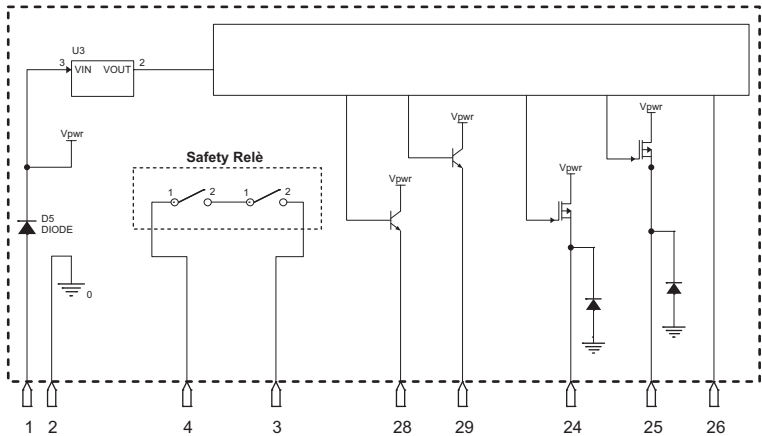 U3
3 VIN VOUT 2
Vpwr
Vpwr
Safety Relè
Vpwr
Vpwr
Vpwr
1 2 1 2
D5
DIODE
0
1 2 4 3 28 29 24 25 26